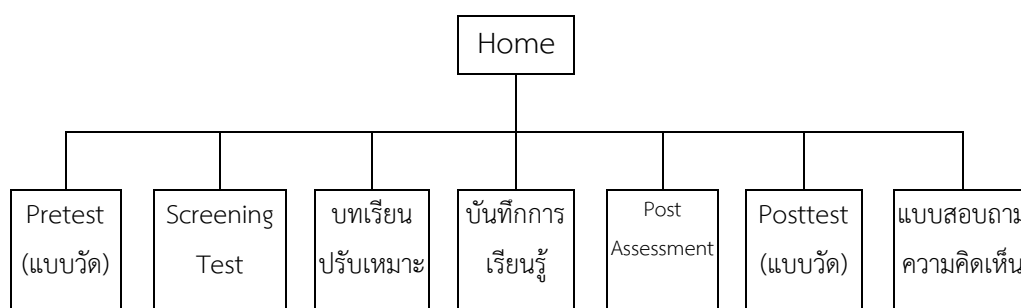 Home
Pretest
(แบบวัด)
Screening
Test
บทเรียน
ปรับเหมาะ
บันทึกการ
เรียนรู้
Post
Assessment
Posttest
(แบบวัด)
แบบสอบถาม
ความคิดเห็น